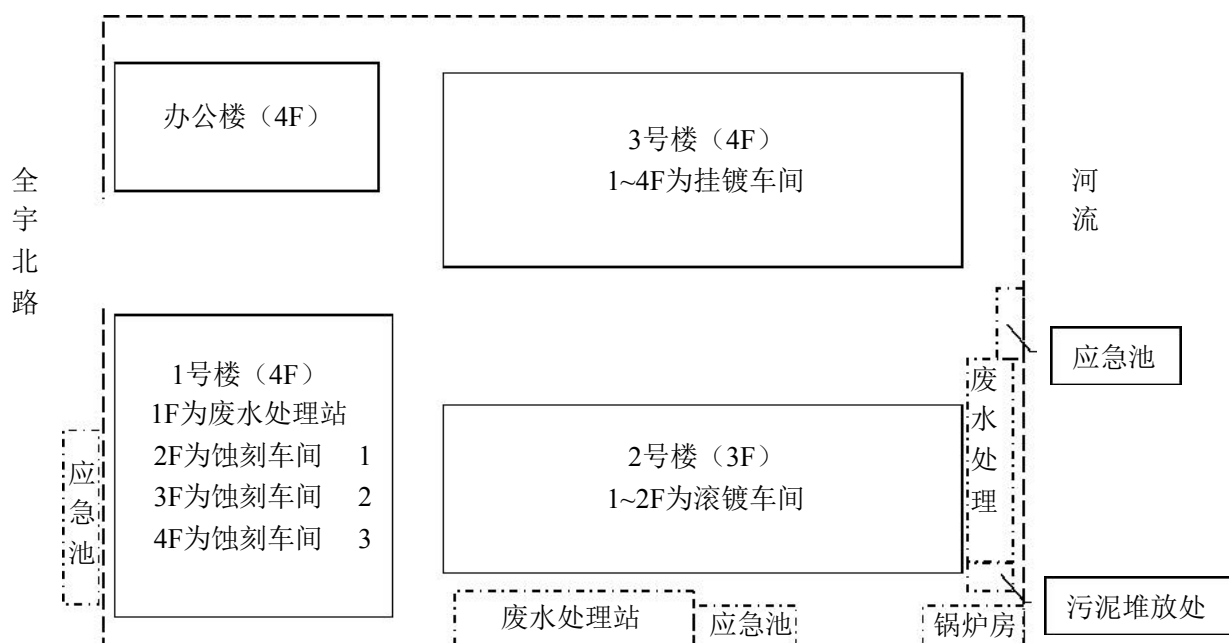 办公楼（4F）
3号楼（4F）
1~4F为挂镀车间
全宇北路
河流
应急池
1号楼（4F）
1F为废水处理站
2F为蚀刻车间 1
3F为蚀刻车间 2
4F为蚀刻车间 3
应急池
2号楼（3F）
1~2F为滚镀车间
废水处理
污泥堆放处
废水处理站
应急池
锅炉房